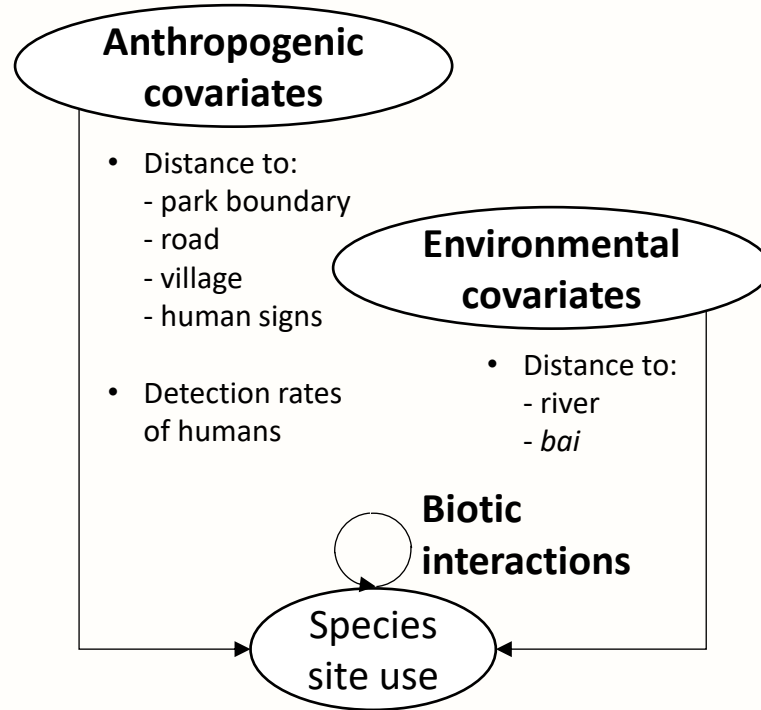 Anthropogenic
covariates
• Distance to:
- park boundary
- road
- village
- human signs
• Detection rates
of humans
Environmental
covariates
• Distance to:
- river
- bai
Biotic
interactions
Species
site use